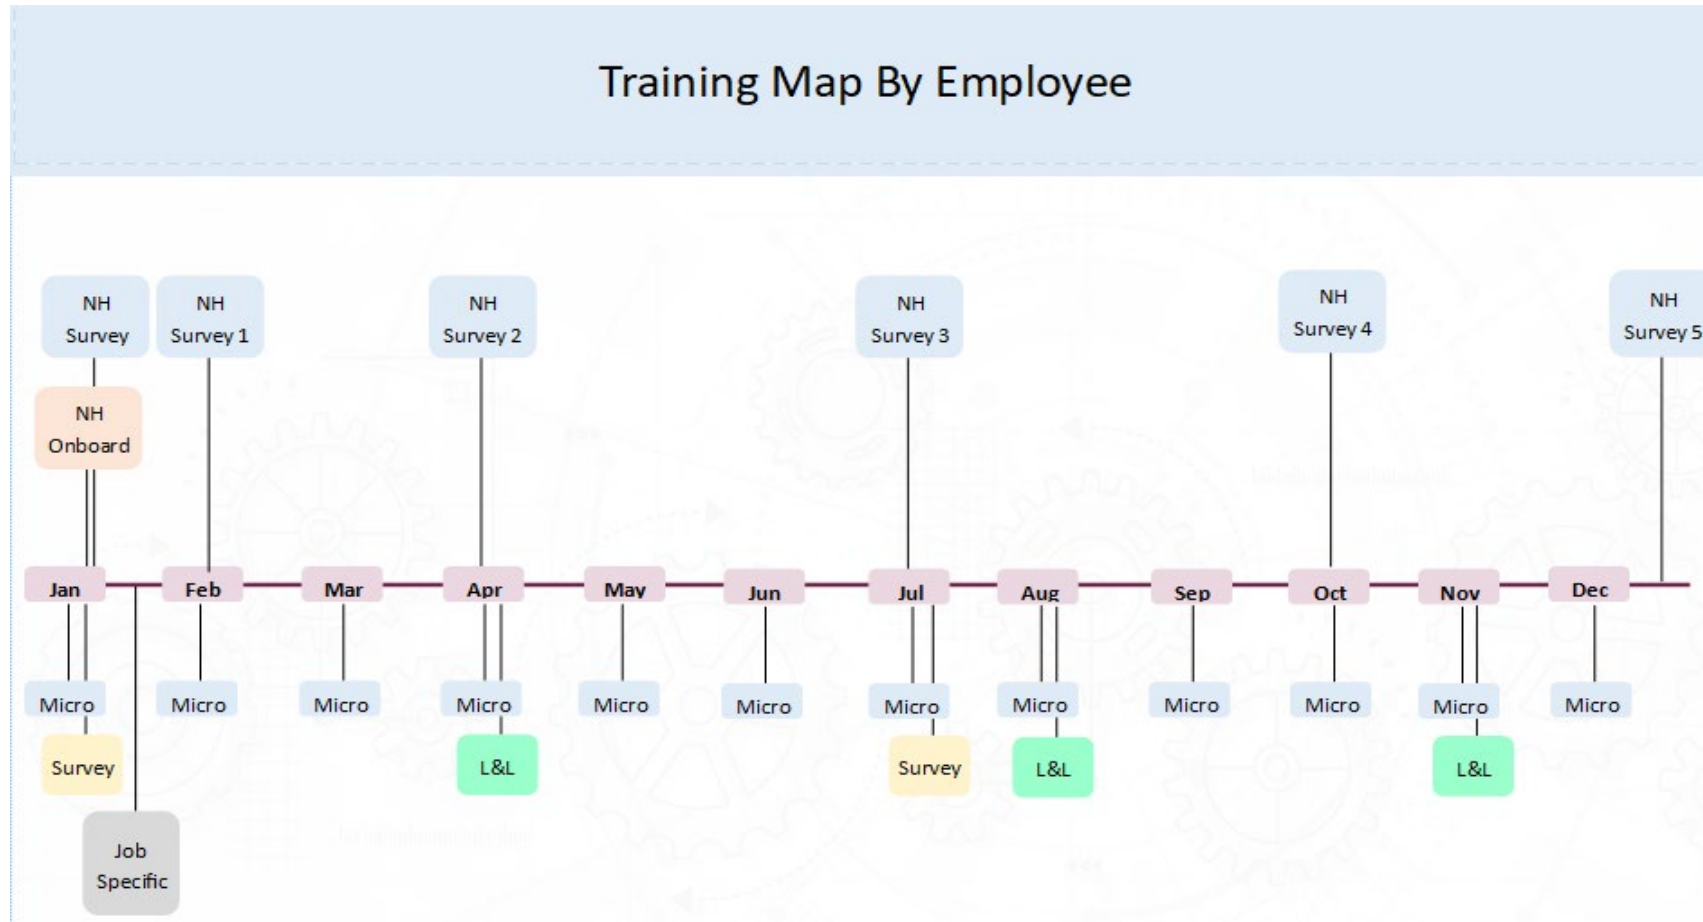 Training Map By Employee
NH
Survey
NH
Survey 1
NH
Survey 2
NH
Survey 3
NH
Survey 4
NH
Survey 5
NH
Onboard
Jan
Feb
Mar
Apr
May
Jun
Jul
Aug
Sep
Oct
Nov
Dec
Micro
Micro
Micro
Micro
Micro
Micro
Micro
Micro
Micro
Micro
Micro
Micro
Survey
L&L
Survey
L&L
L&L
Job
Specific